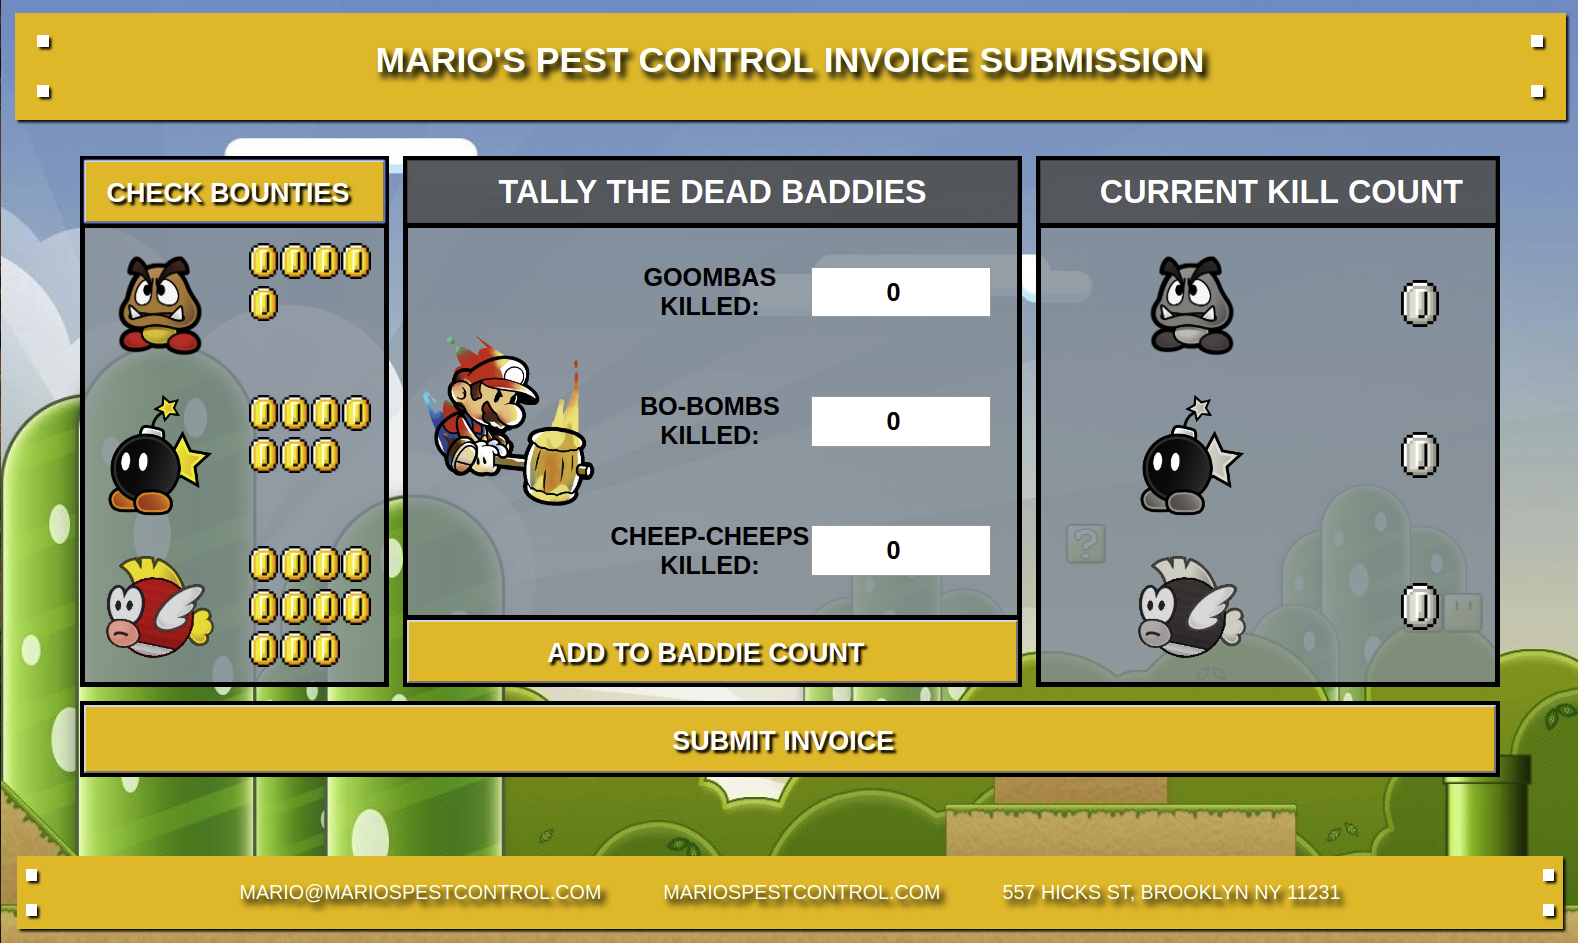 MARIO'S PEST CONTROL INVOICE SUBMISSION
CHECK BOUNTIES
TALLY THE DEAD BADDIES
GOOMBAS
KILLED:
0
BO-BOMBS
KILLED:
0
CHEEP-CHEEPS
KILLED:
0
ADD TO BADDIE COUNT
CURRENT KILL COUNT
?
SUBMIT INVOICE
MARIO@MARIOSPESTCONTROL.COM
MARIOSPESTCONTROL.COM
557 HICKS ST, BROOKLYN NY 11231